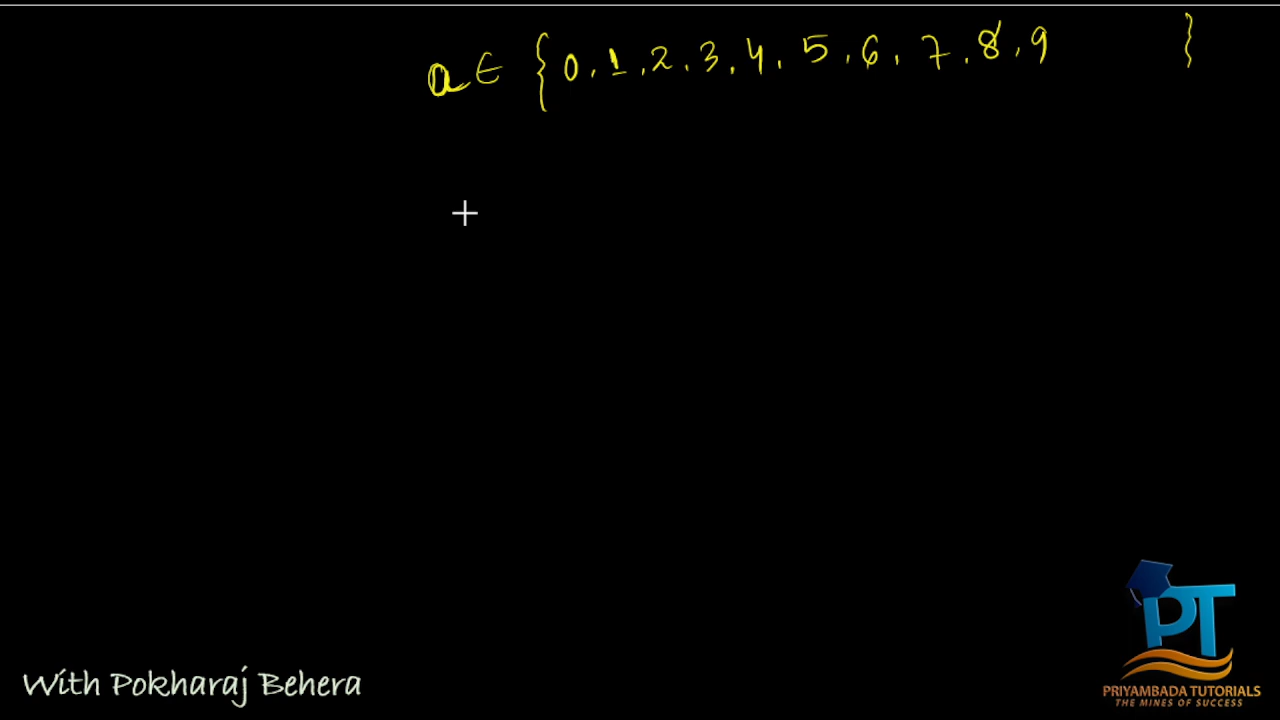 a ∈ { 0, 1, 2, 3, 4, 5, 6, 7, 8, 9 }
With Pokharaj Behera
PT
PRIYAMBADA TUTORIALS
THE MINES OF SUCCESS